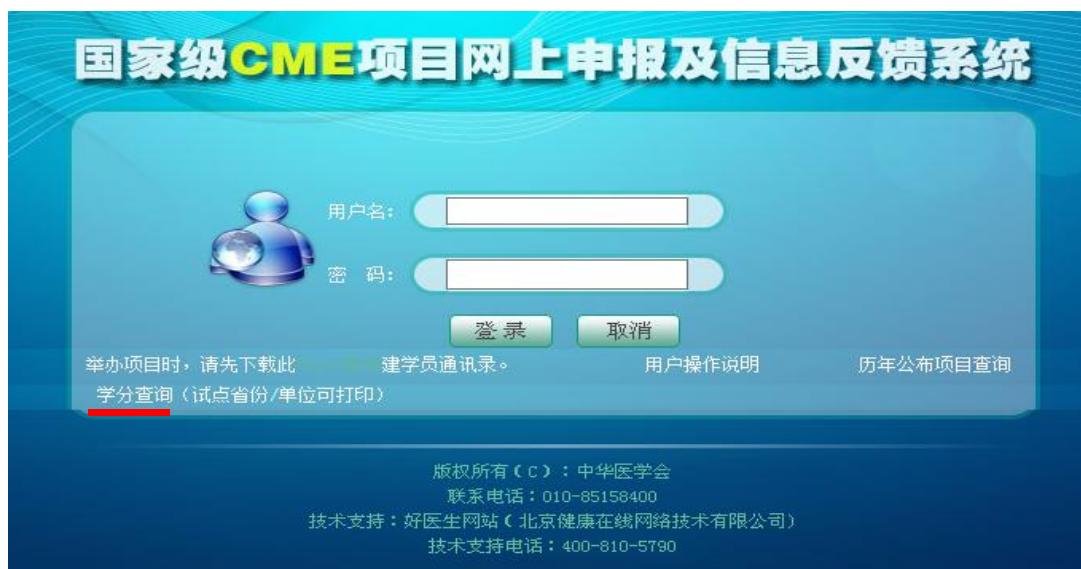 国家级CME项目网上申报及信息反馈系统
用户名：
密 码：
登录 取消
举办项目时，请先下载此 建学员通讯录。 用户操作说明 历年公布项目查询
学分查询（试点省份/单位可打印）
版权所有(C)：中华医学会
联系电话：010-85158400
技术支持：好医生网站(北京健康在线网络技术有限公司)
技术支持电话：400-810-5790